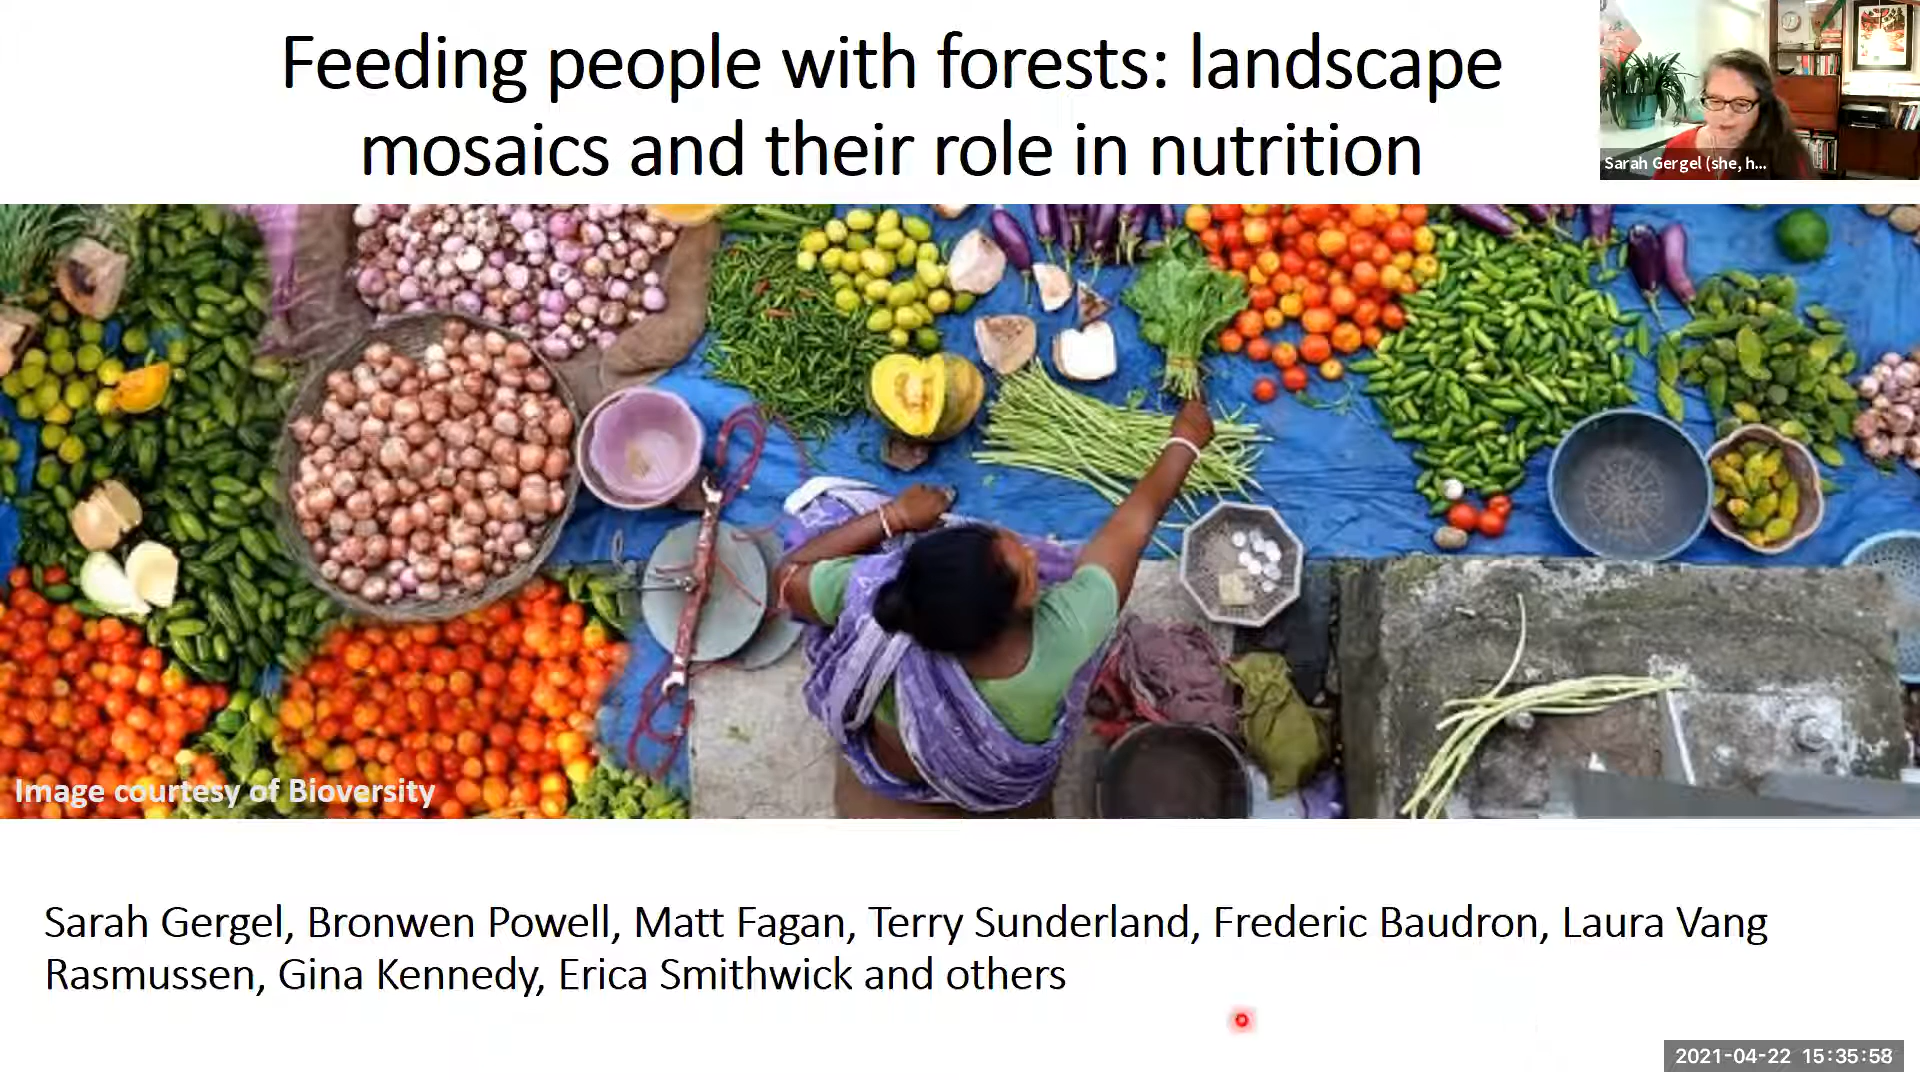 Feeding people with forests: landscape
mosaics and their role in nutrition
Sarah Gergel (she, h...
Image courtesy of Bioversity
Sarah Gergel, Bronwen Powell, Matt Fagan, Terry Sunderland, Frederic Baudron, Laura Vang
Rasmussen, Gina Kennedy, Erica Smithwick and others
2021-04-22 15:35:58